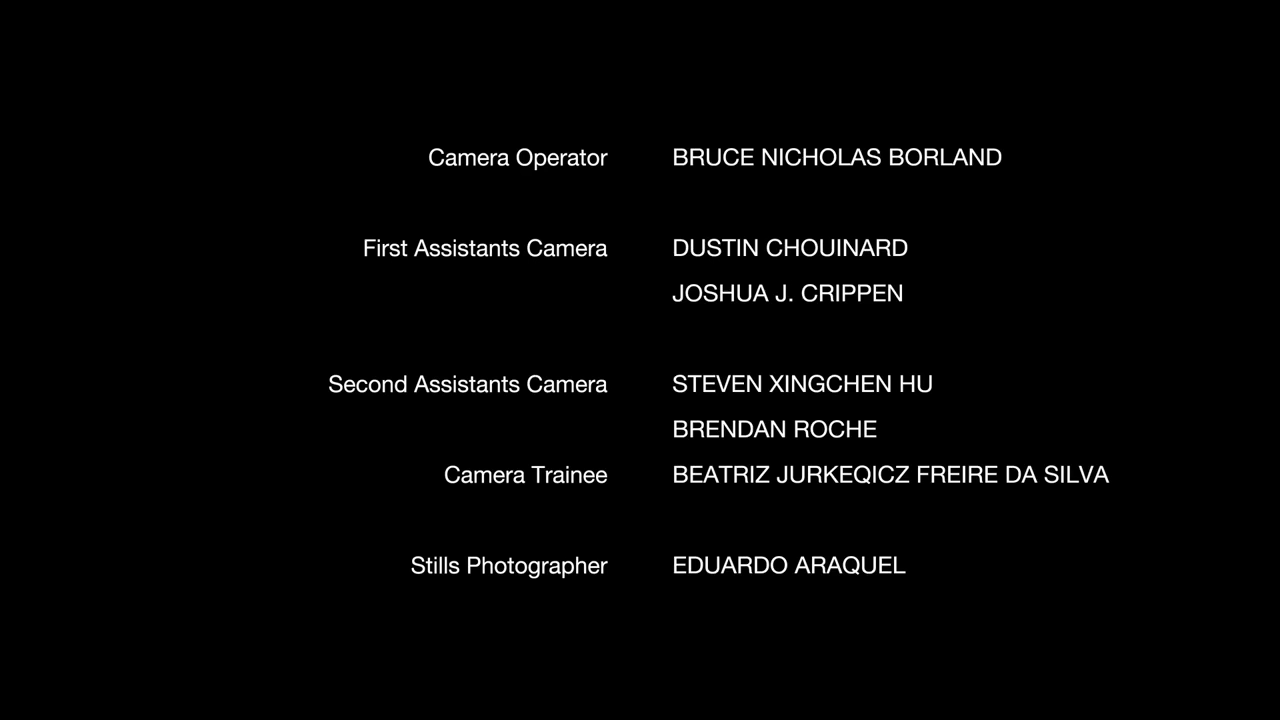 Camera Operator BRUCE NICHOLAS BORLAND
First Assistants Camera DUSTIN CHOUINARD
JOSHUA J. CRIPPEN
Second Assistants Camera STEVEN XINGCHEN HU
BRENDAN ROCHE
Camera Trainee BEATRIZ JURKEQICZ FREIRE DA SILVA
Stills Photographer EDUARDO ARAQUEL